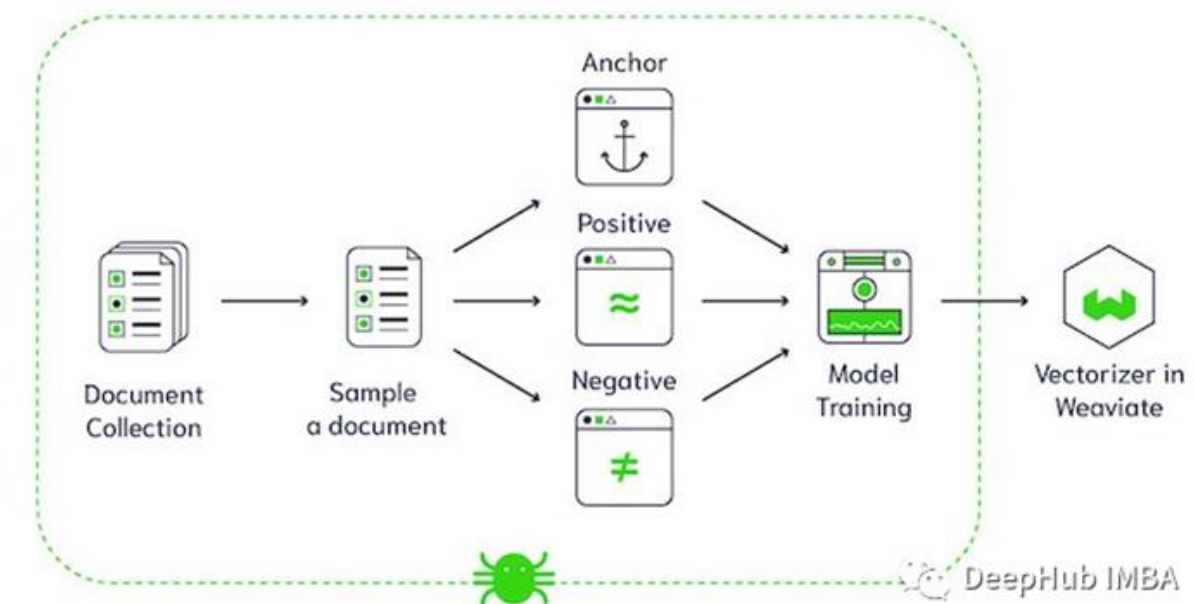 Anchor
Positive
Negative
Document
Collection
Sample
a document
Model
Training
Vectorizer in
Weaviate
DeepHub IMBA